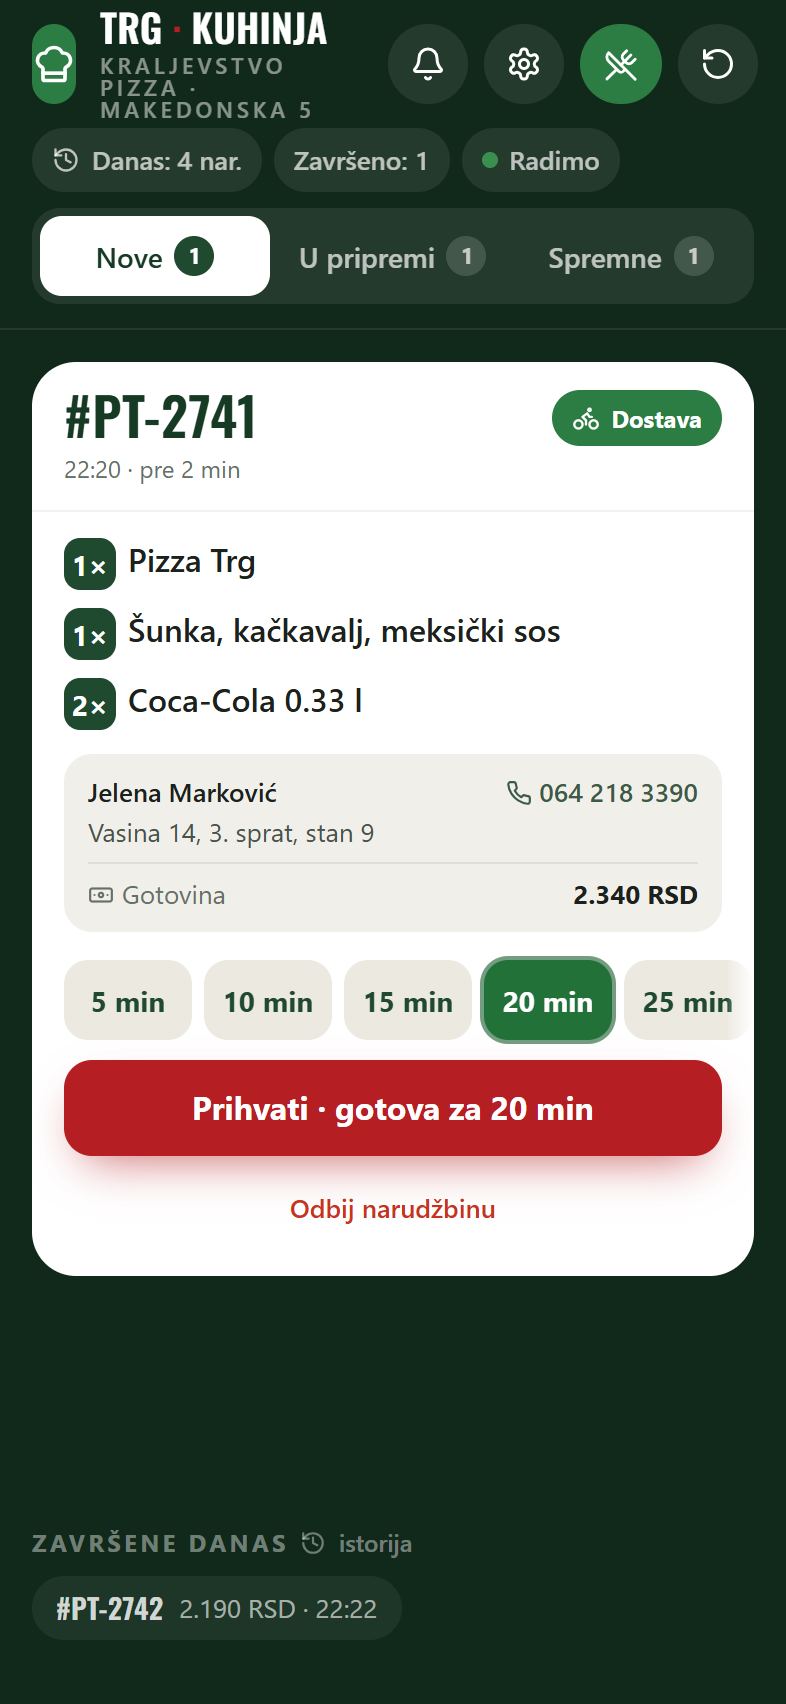 TRG · KUHINJA
KRALJEVSTVO
PIZZA ·
MAKEDONSKA 5
Danas: 4 nar.
Završeno: 1
Radimo
Nove 1
U pripremi 1
Spremne 1
#PT-2741
Dostava
22:20 · pre 2 min
1× Pizza Trg
1× Šunka, kačkavalj, meksički sos
2× Coca-Cola 0.33 l
Jelena Marković
064 218 3390
Vasina 14, 3. sprat, stan 9
Gotovina
2.340 RSD
5 min
10 min
15 min
20 min
25 min
Prihvati · gotova za 20 min
Odbij narudžbinu
ZAVRŠENE DANAS istorija
#PT-2742 2.190 RSD · 22:22